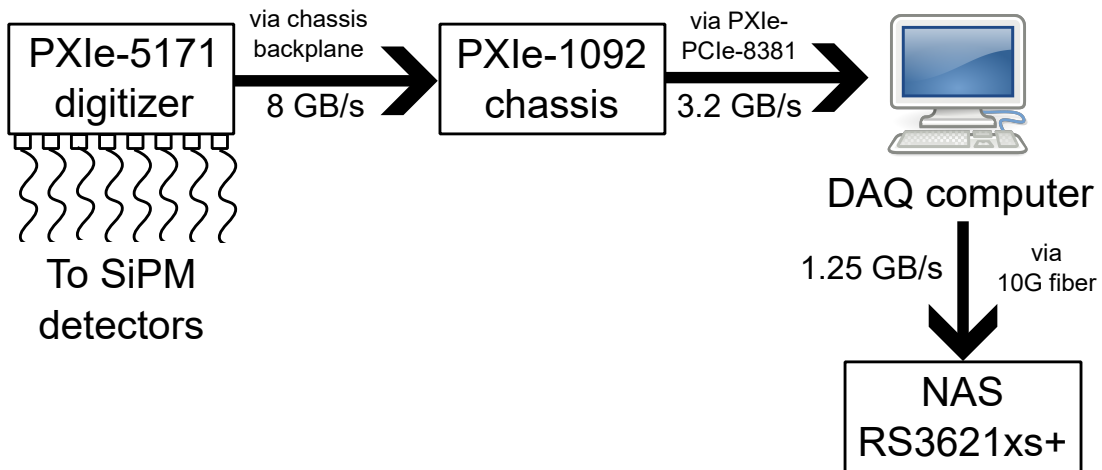 PXIe-5171
digitizer
via chassis
backplane
8 GB/s
PXIe-1092
chassis
via PXIe-
PCIe-8381
3.2 GB/s
To SiPM
detectors
DAQ computer
1.25 GB/s
via
10G fiber
NAS
RS3621xs+